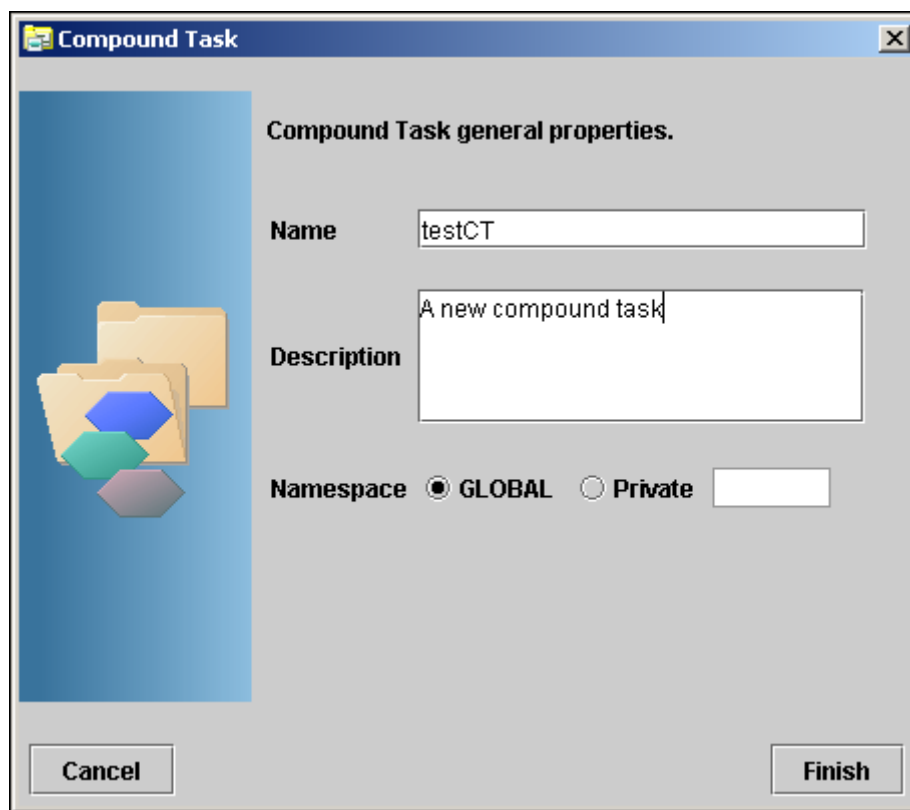 Compound Task
Compound Task general properties.
Name testCT
Description A new compound task
Namespace GLOBAL Private
Cancel Finish